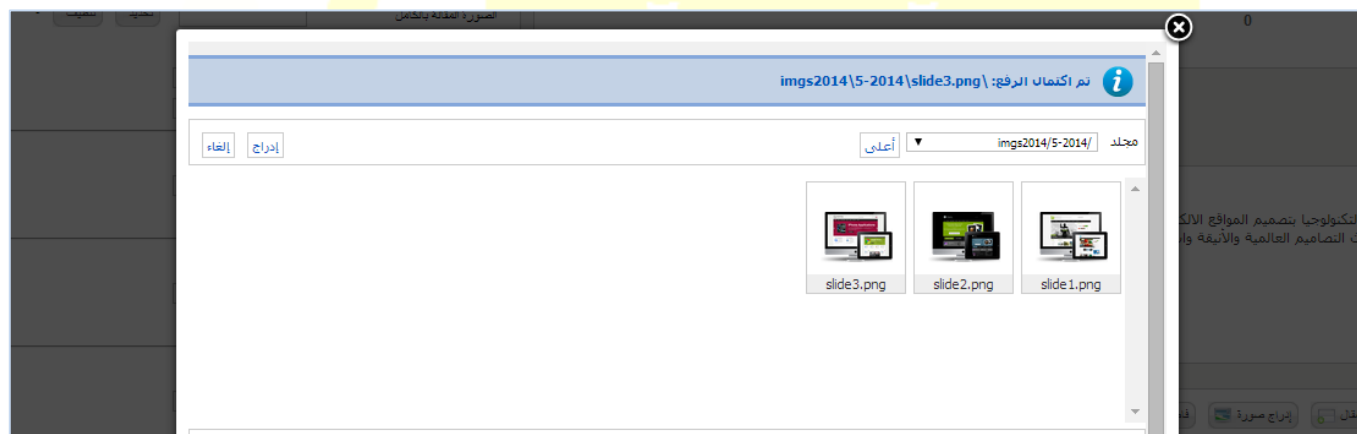 الصورة المقالة بالكامل
تحديد
تنظيف
0
تم اكتمال الرفع: \imgs2014\5-2014\slide3.png
مجلد
imgs2014/5-2014/
أعلى
إدراج
إلغاء
slide1.png
slide2.png
slide3.png
لتكنولوجيا بتصميم المواقع الالك
ت التصاميم العالمية والأنيقة وا
إدراج صورة